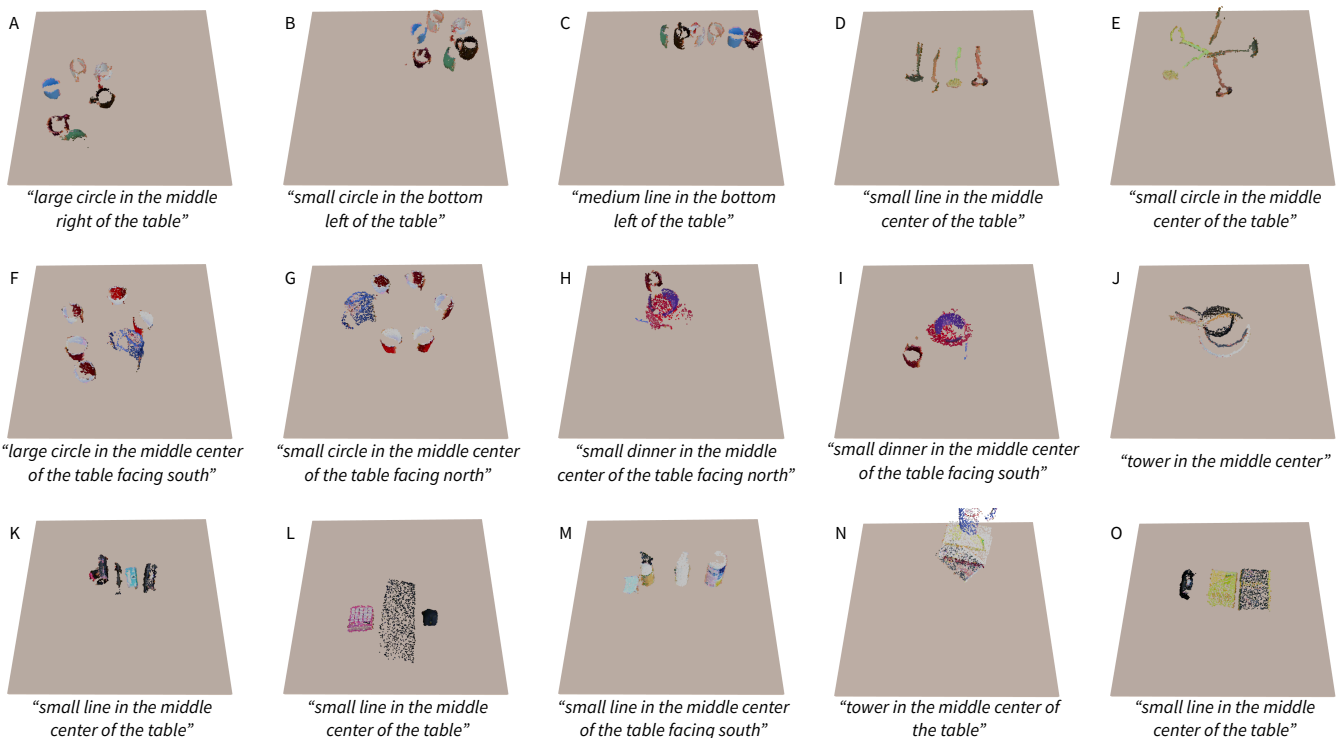 A
B
C
D
E
“large circle in the middle
right of the table”
“small circle in the bottom
left of the table”
“medium line in the bottom
left of the table”
“small line in the middle
center of the table”
“small circle in the middle
center of the table”
F
G
H
I
J
“large circle in the middle center
of the table facing south”
“small circle in the middle center
of the table facing north”
“small dinner in the middle
center of the table facing north”
“small dinner in the middle center
of the table facing south”
“tower in the middle center”
K
L
M
N
O
“small line in the middle
center of the table”
“small line in the middle
center of the table”
“small line in the middle center
of the table facing south”
“tower in the middle center of
the table”
“small line in the middle
center of the table”